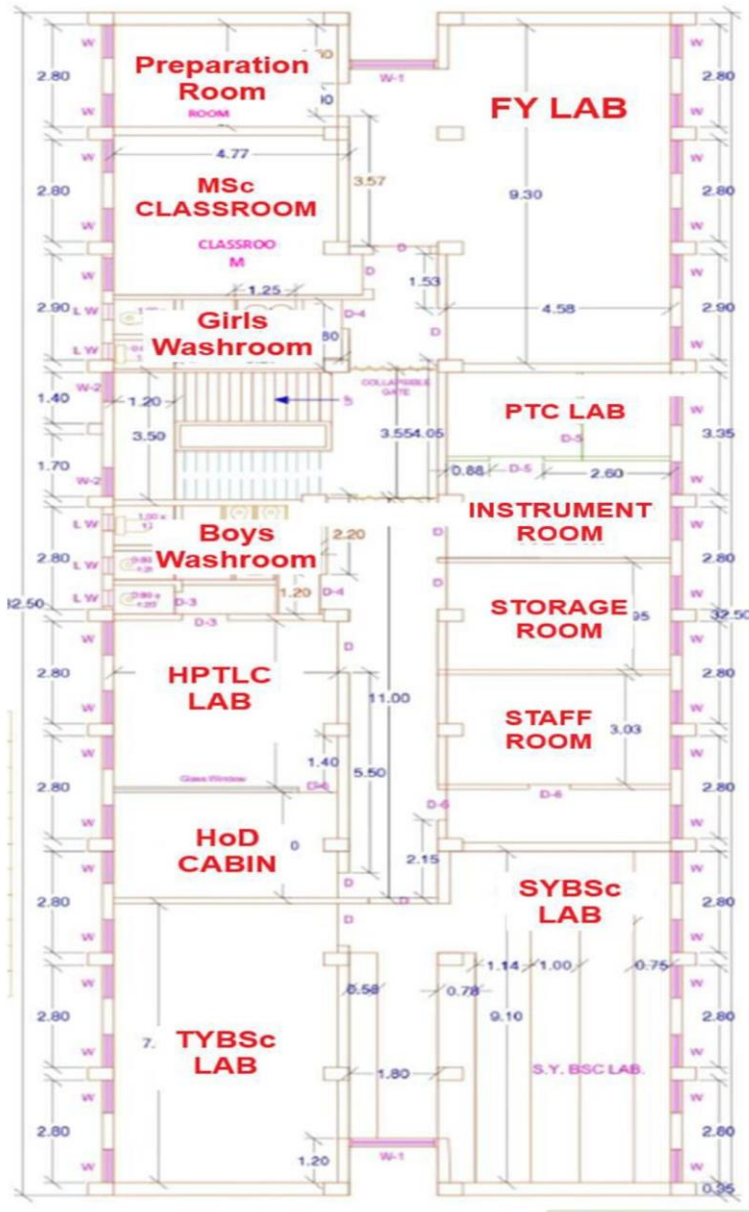 W
W-1
W
2.80
Preparation
Room
ROOM
FY LAB
2.80
W
W
W
W
4.77
3.57
2.80
MSc
CLASSROOM
9.30
2.80
CLASSROO
M
W
W
D
W
D
W
1.25
1.53
2.90
D-4
4.58
2.90
L W
Girls
Washroom
D
W
L W
W
W-2
COLLAPSIBLE
GATE
PTC LAB
W
1.40
1.20
D-5
3.50
3.55
4.05
3.35
0.88
D-5
2.60
1.70
W-2
W
INSTRUMENT
ROOM
L W
Boys
Washroom
2.20
D
W
2.80
2.80
L W
D
W
L W
D-3
1.20
D-4
STORAGE
ROOM
W
32.50
D-3
W
D
W
HPTLC
LAB
2.80
11.00
2.80
STAFF
ROOM
3.03
W
W
W
1.40
5.50
W
2.80
Glass Window
D-6
2.80
D-6
D-6
W
HoD
CABIN
2.15
W
W
D
SYBSc
LAB
W
2.80
D
2.80
W
D
W
W
0.58
0.78
1.14
1.00
0.75
W
2.80
9.10
2.80
TYBSc
LAB
W
1.80
S.Y. BSC LAB.
W
W
W
2.80
1.20
W-1
2.80
W
W
0.35